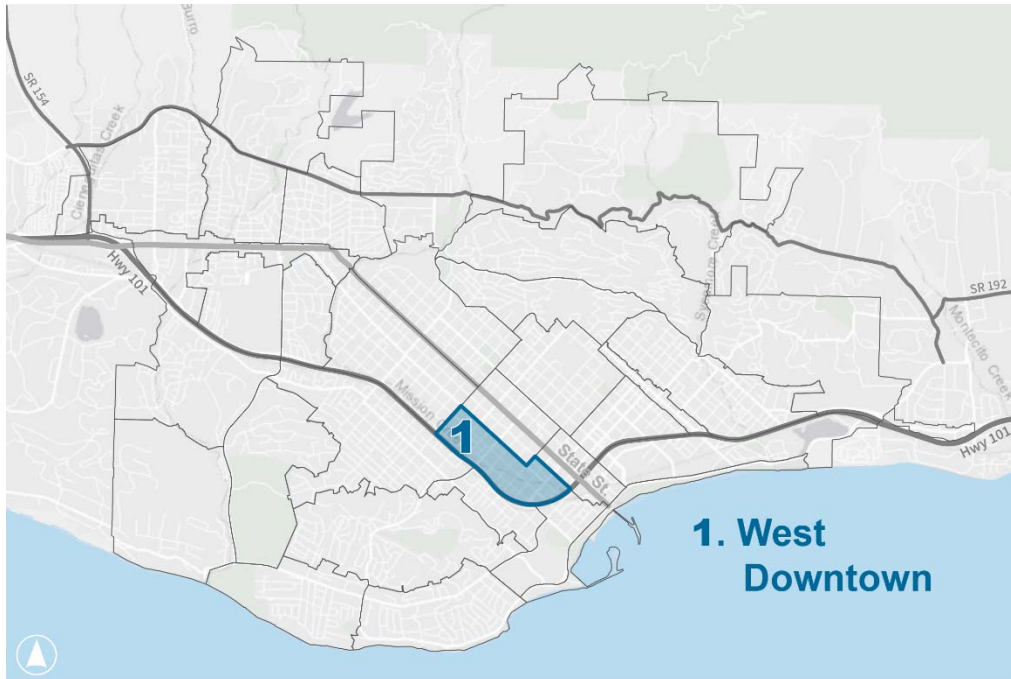 Burro
SR 154
Cieneguitas Creek
Hwy 101
Sycamore Creek
SR 192
Montecito Creek
Mission
1
State St.
Hwy 101
1. West
Downtown